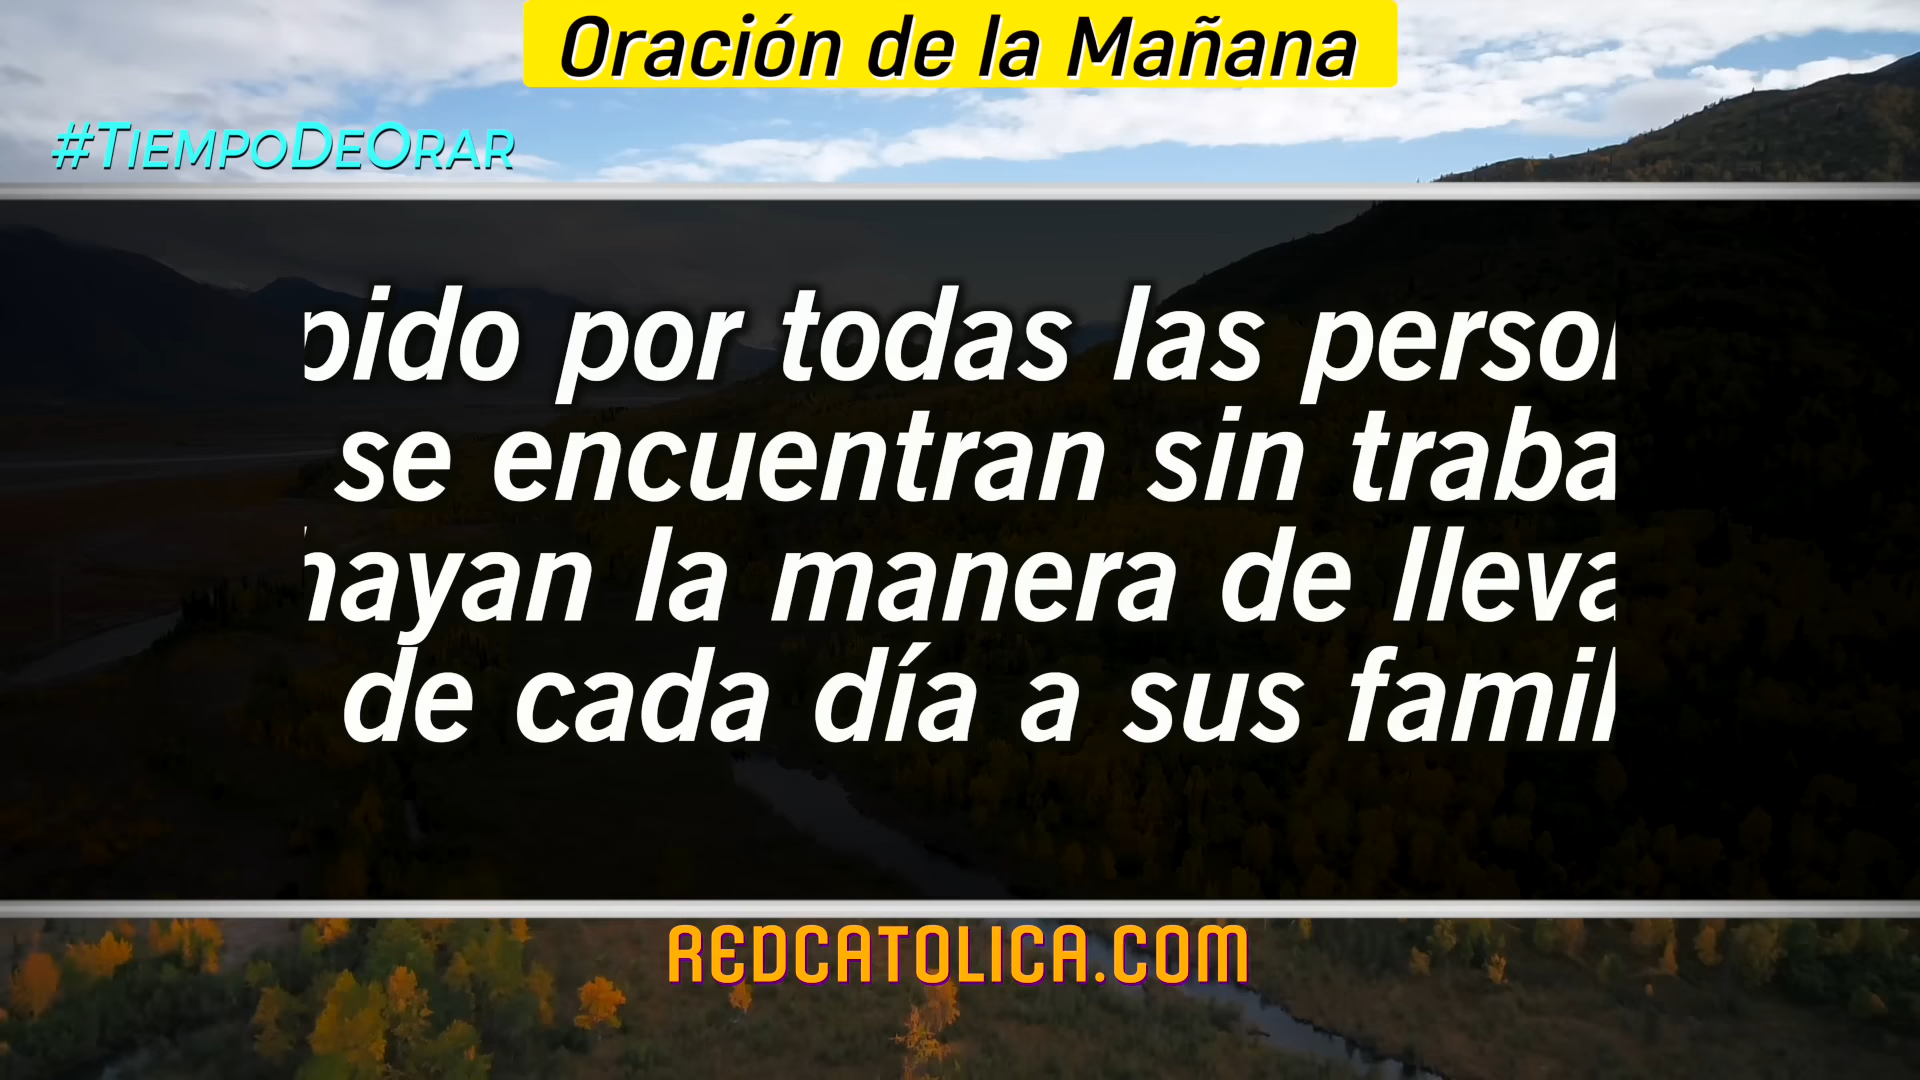 Oración de la Mañana
#TiempoDeOrar
pido por todas las perso
se encuentran sin traba
hayan la manera de lleva
de cada día a sus famil
REDCATOLICA.COM